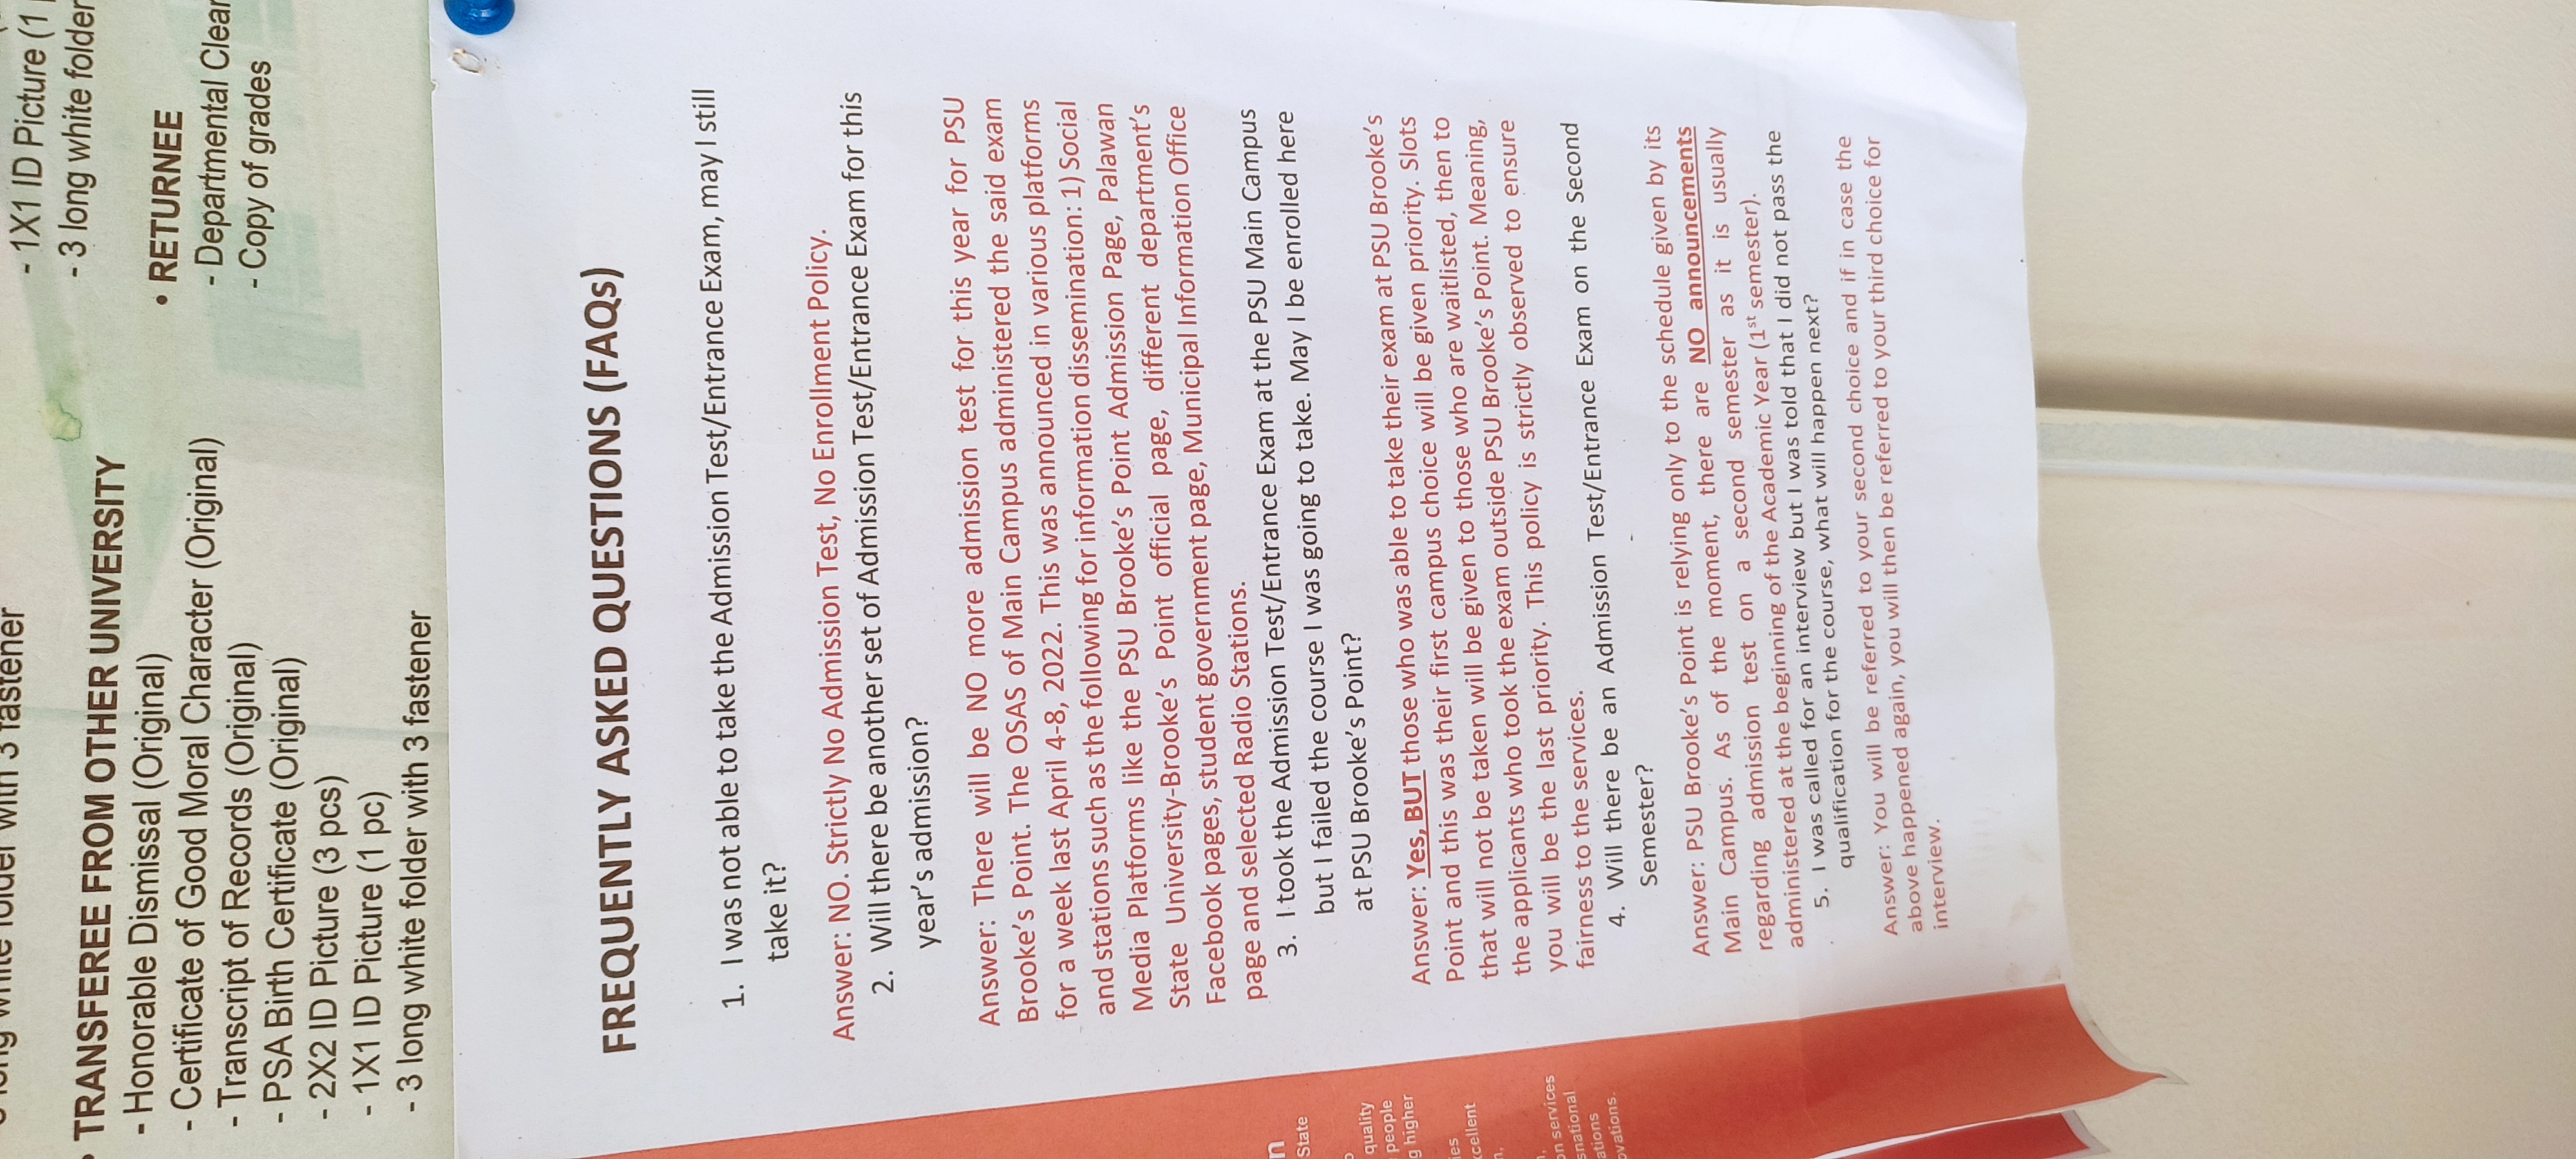 long white folder with 3 fastener
• TRANSFEREE FROM OTHER UNIVERSITY
- Honorable Dismissal (Original)
- Certificate of Good Moral Character (Original)
- Transcript of Records (Original)
- PSA Birth Certificate (Original)
- 2X2 ID Picture (3 pcs)
- 1X1 ID Picture (1 pc)
- 3 long white folder with 3 fastener
- 1X1 ID Picture (1
- 3 long white folder
• RETURNEE
- Departmental Clear
- Copy of grades
FREQUENTLY ASKED QUESTIONS (FAQs)
1. I was not able to take the Admission Test/Entrance Exam, may I still
take it?
Answer: NO. Strictly No Admission Test, No Enrollment Policy.
2. Will there be another set of Admission Test/Entrance Exam for this
year's admission?
Answer: There will be NO more admission test for this year for PSU
Brooke's Point. The OSAS of Main Campus administered the said exam
for a week last April 4-8, 2022. This was announced in various platforms
and stations such as the following for information dissemination: 1) Social
Media Platforms like the PSU Brooke's Point Admission Page, Palawan
State University-Brooke's Point official page, different department's
Facebook pages, student government page, Municipal Information Office
page and selected Radio Stations.
3. I took the Admission Test/Entrance Exam at the PSU Main Campus
but I failed the course I was going to take. May I be enrolled here
at PSU Brooke's Point?
Answer: Yes, BUT those who was able to take their exam at PSU Brooke's
Point and this was their first campus choice will be given priority. Slots
that will not be taken will be given to those who are waitlisted, then to
the applicants who took the exam outside PSU Brooke's Point. Meaning,
you will be the last priority. This policy is strictly observed to ensure
fairness to the services.
4. Will there be an Admission Test/Entrance Exam on the Second
Semester?
Answer: PSU Brooke's Point is relying only to the schedule given by its
Main Campus. As of the moment, there are NO announcements
regarding admission test on a second semester as it is usually
administered at the beginning of the Academic Year (1st semester).
5. I was called for an interview but I was told that I did not pass the
qualification for the course, what will happen next?
Answer: You will be referred to your second choice and if in case the
above happened again, you will then be referred to your third choice for
interview.
n
State
quality
people
g higher
ies
xcellent
n,
on services
snational
ations
ovations.